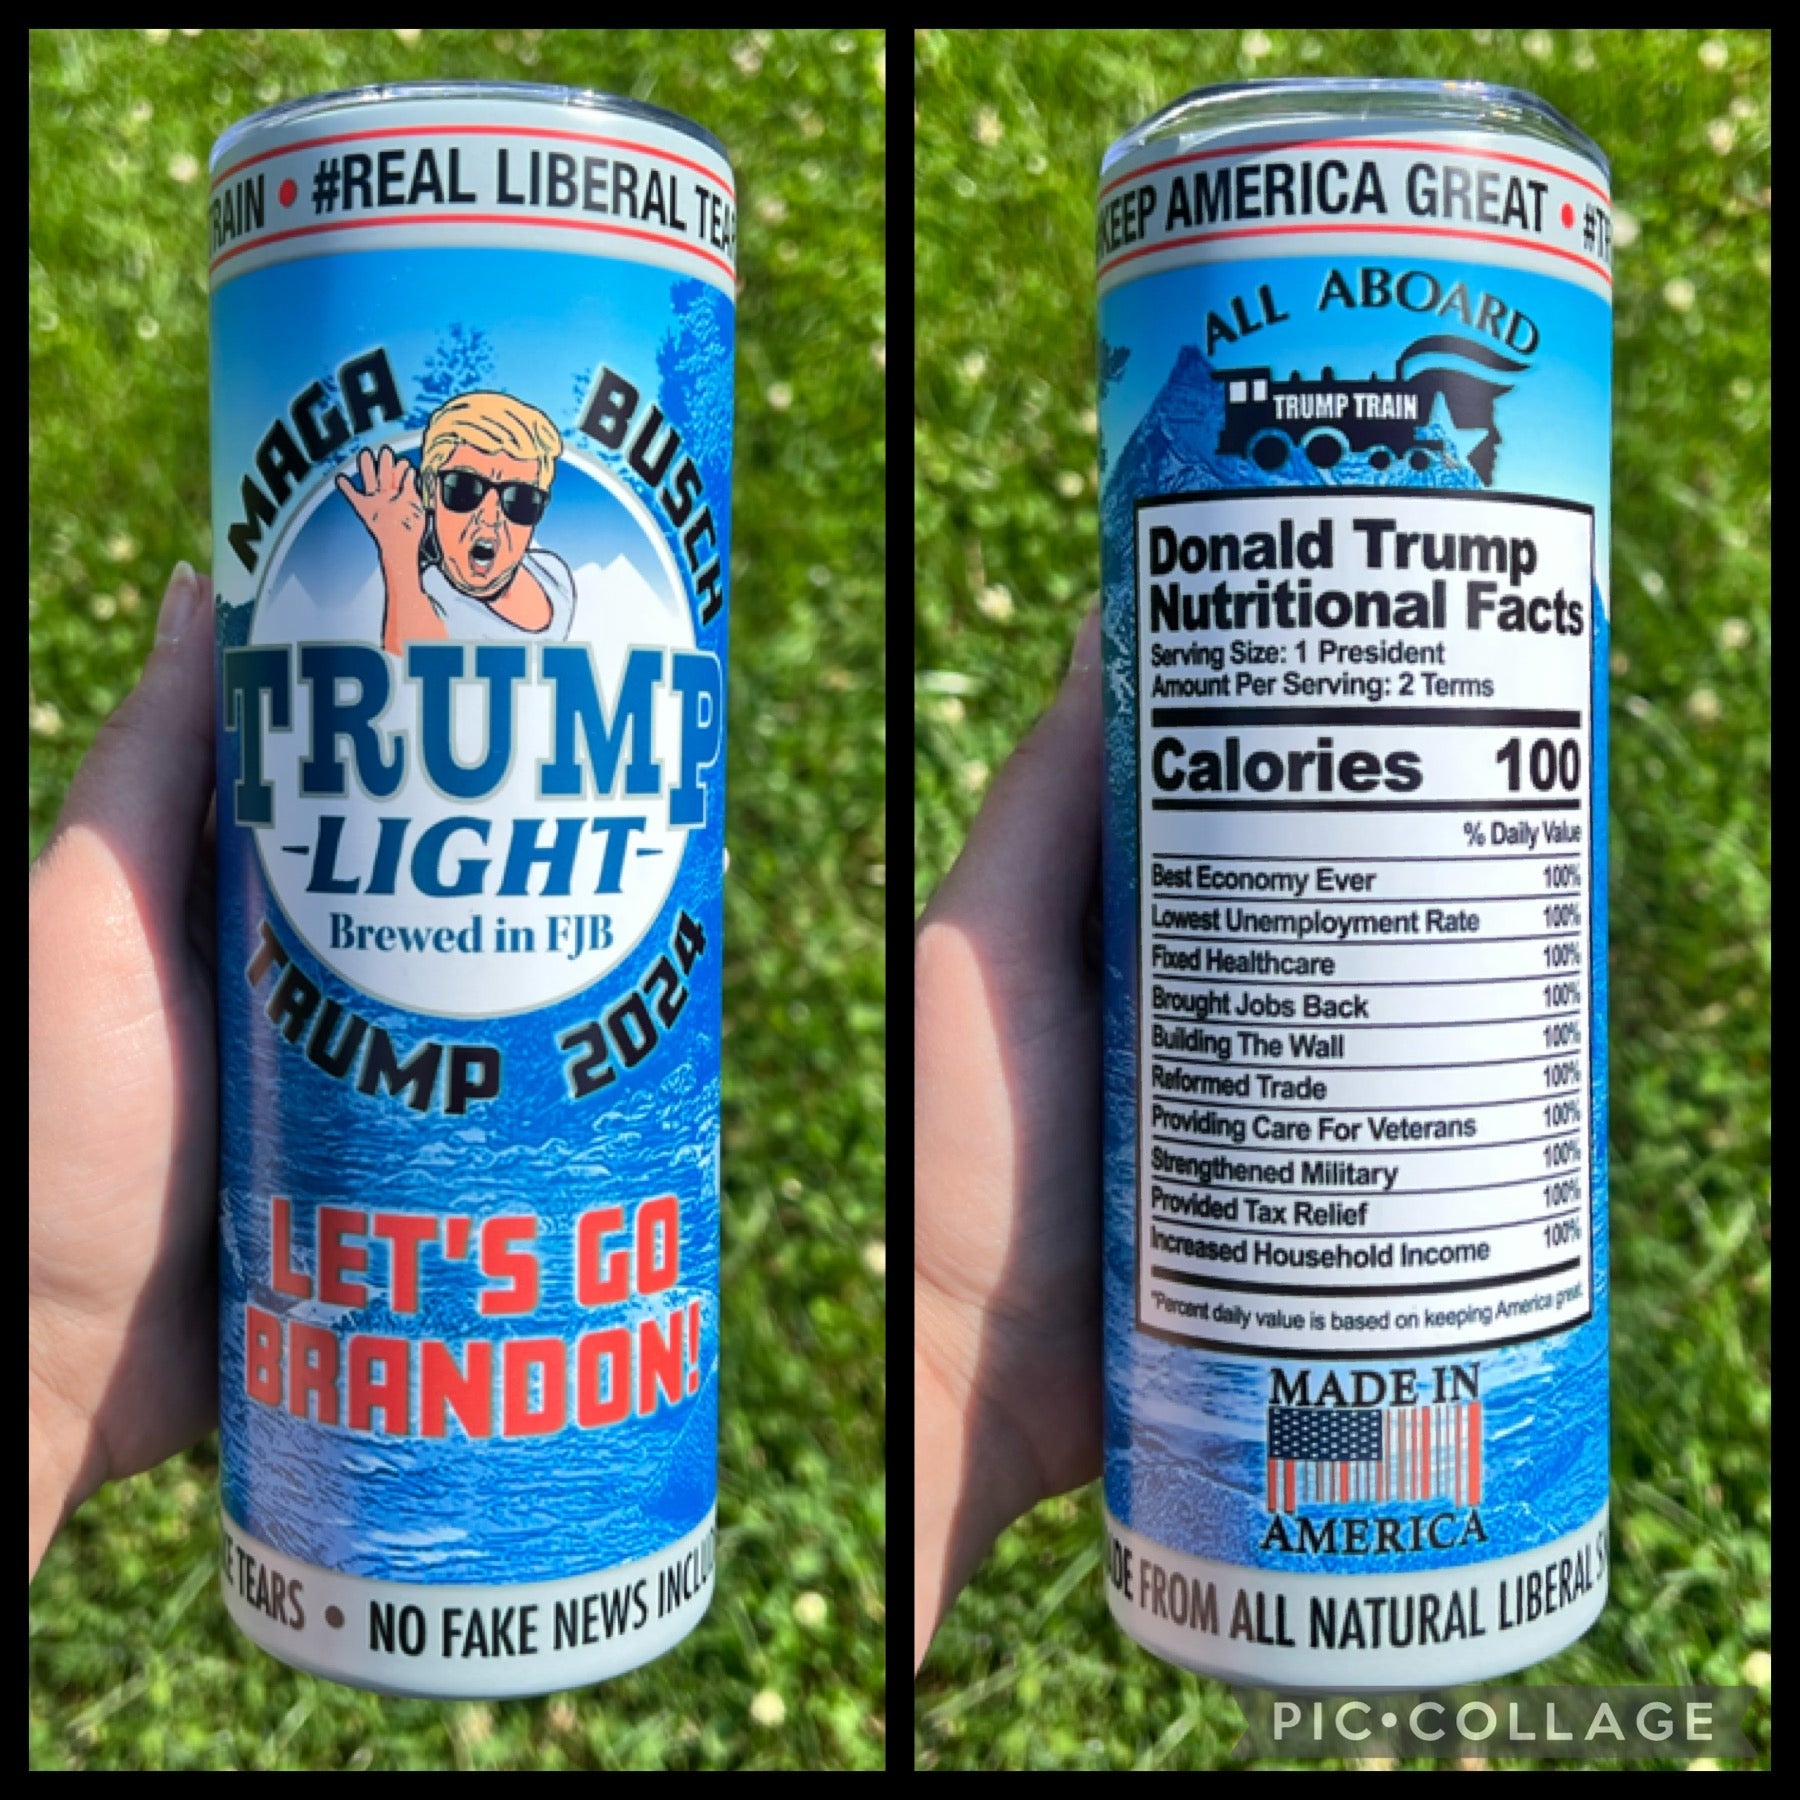 RAIN • #REAL LIBERAL
MAGA BUSCH
TRUMP
-LIGHT-
Brewed in FJB
TRUMP 2024
LET'S GO
BRANDON!
TEARS • NO FAKE NEWS
KEEP AMERICA GREAT •
ALL ABOARD
TRUMP TRAIN
Donald Trump
Nutritional Facts
Serving Size: 1 President
Amount Per Serving: 2 Terms
Calories 100
% Daily Value
Best Economy Ever 100%
Lowest Unemployment Rate 100%
Fixed Healthcare 100%
Brought Jobs Back 100%
Building The Wall 100%
Reformed Trade 100%
Providing Care For Veterans 100%
Strengthened Military 100%
Provided Tax Relief 100%
Increased Household Income 100%
*Percent daily value is based on keeping America great.
MADE IN
AMERICA
FROM ALL NATURAL LIBERAL
PIC•COLLAGE